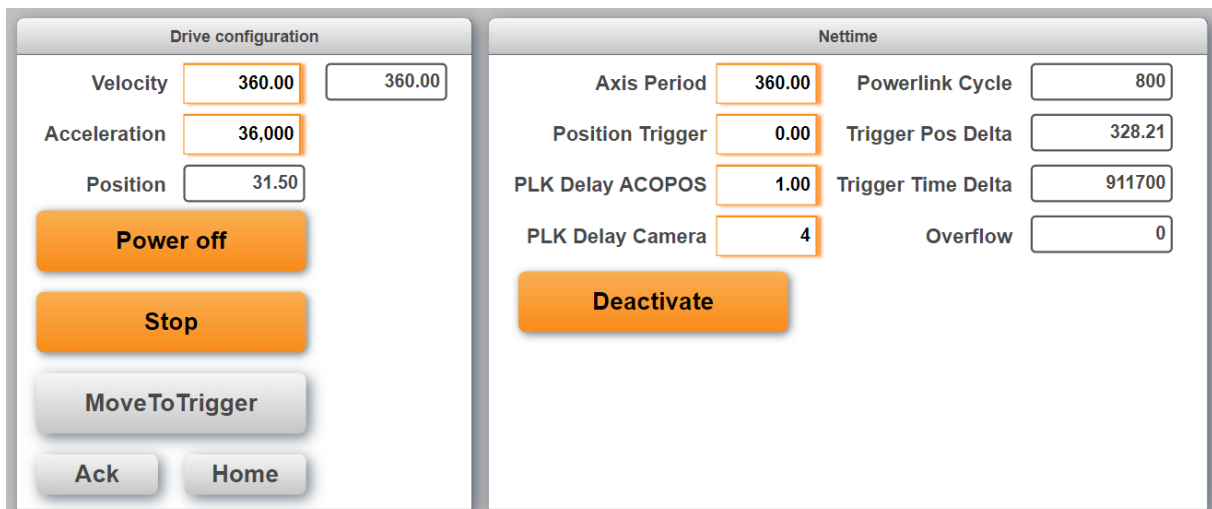 Drive configuration
Velocity 360.00 360.00
Acceleration 36,000
Position 31.50
Power off
Stop
MoveToTrigger
Ack Home
Nettime
Axis Period 360.00 Powerlink Cycle 800
Position Trigger 0.00 Trigger Pos Delta 328.21
PLK Delay ACOPOS 1.00 Trigger Time Delta 911700
PLK Delay Camera 4 Overflow 0
Deactivate